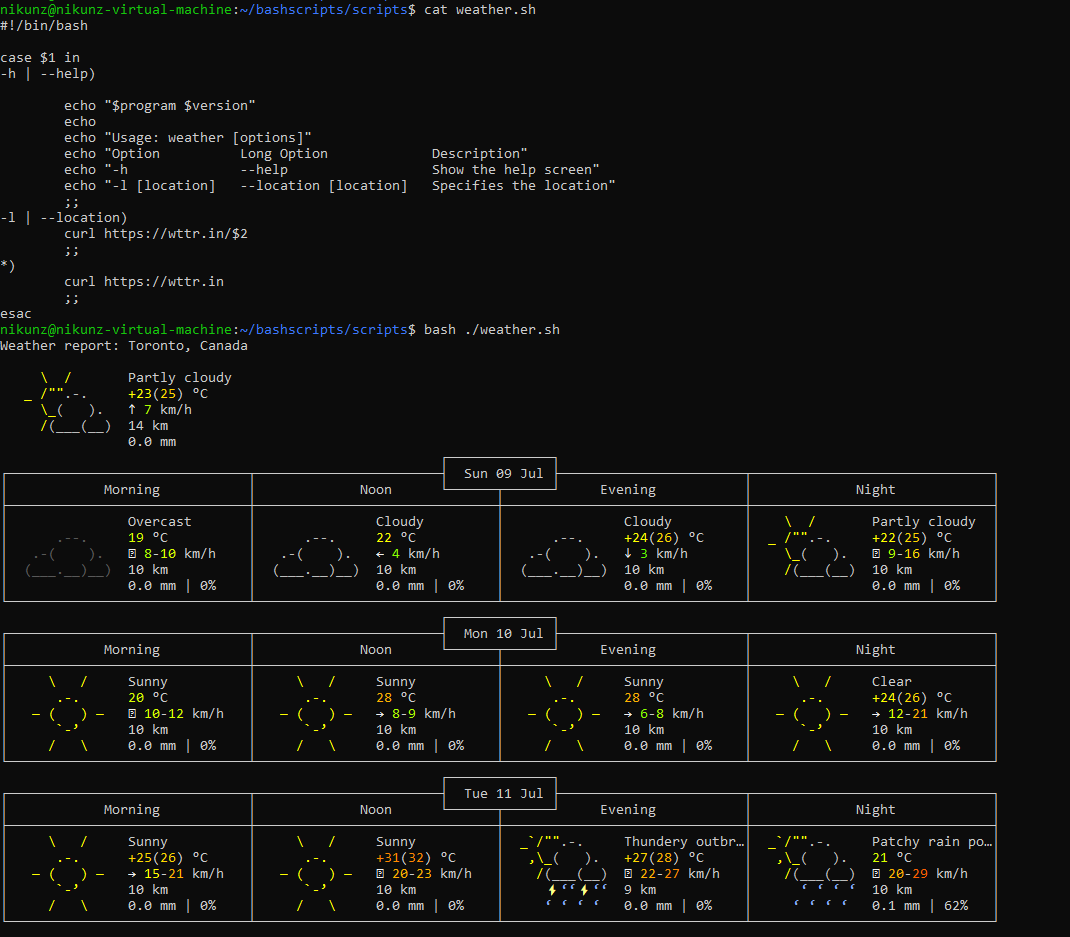 nikunz@nikunz-virtual-machine:~/bashscripts/scripts$ cat weather.sh
#!/bin/bash
case $1 in
-h | --help)
echo "$program $version"
echo
echo "Usage: weather [options]"
echo "Option          Long Option             Description"
echo "-h              --help                  Show the help screen"
echo "-l [location]   --location [location]   Specifies the location"
;;
-l | --location)
curl https://wttr.in/$2
;;
*)
curl https://wttr.in
;;
esac
nikunz@nikunz-virtual-machine:~/bashscripts/scripts$ bash ./weather.sh
Weather report: Toronto, Canada
Partly cloudy
+23(25) °C
↑ 7 km/h
14 km
0.0 mm
Sun 09 Jul
Morning Noon Evening Night
Overcast Cloudy Cloudy Partly cloudy
19 °C 22 °C +24(26) °C +22(25) °C
8-10 km/h ← 4 km/h ↓ 3 km/h 9-16 km/h
10 km 10 km 10 km 10 km
0.0 mm | 0% 0.0 mm | 0% 0.0 mm | 0% 0.0 mm | 0%
Mon 10 Jul
Morning Noon Evening Night
Sunny Sunny Sunny Clear
20 °C 28 °C 28 °C +24(26) °C
10-12 km/h → 8-9 km/h → 6-8 km/h → 12-21 km/h
10 km 10 km 10 km 10 km
0.0 mm | 0% 0.0 mm | 0% 0.0 mm | 0% 0.0 mm | 0%
Tue 11 Jul
Morning Noon Evening Night
Sunny Sunny Thundery outbr… Patchy rain po…
+25(26) °C +31(32) °C +27(28) °C 21 °C
→ 15-21 km/h 20-23 km/h 22-27 km/h 20-29 km/h
10 km 10 km 9 km 10 km
0.0 mm | 0% 0.0 mm | 0% 0.0 mm | 0% 0.1 mm | 62%